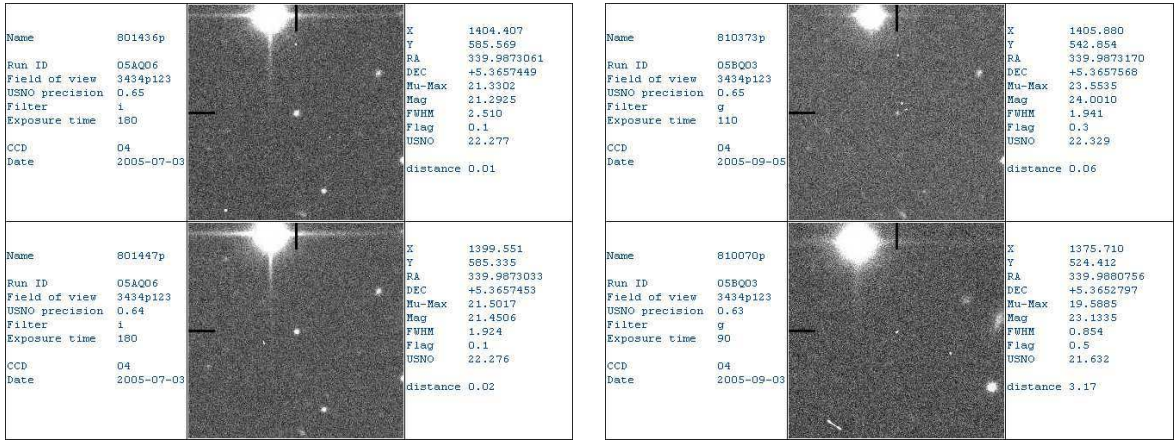 Name 801436p
Run ID 05AQ06
Field of view 3434p123
USNO precision 0.65
Filter i
Exposure time 180
CCD 04
Date 2005-07-03
X 1404.407
Y 585.569
RA 339.9873061
DEC +5.3657449
Mu-Max 21.3302
Mag 21.2925
FWHM 2.510
Flag 0.1
USNO 22.277
distance 0.01
Name 810373p
Run ID 05BQ03
Field of view 3434p123
USNO precision 0.65
Filter g
Exposure time 110
CCD 04
Date 2005-09-05
X 1405.880
Y 542.854
RA 339.9873170
DEC +5.3657568
Mu-Max 23.5535
Mag 24.0010
FWHM 1.941
Flag 0.3
USNO 22.329
distance 0.06
Name 801447p
Run ID 05AQ06
Field of view 3434p123
USNO precision 0.64
Filter i
Exposure time 180
CCD 04
Date 2005-07-03
X 1399.551
Y 585.335
RA 339.9873033
DEC +5.3657453
Mu-Max 21.5017
Mag 21.4506
FWHM 1.924
Flag 0.1
USNO 22.276
distance 0.02
Name 810070p
Run ID 05BQ03
Field of view 3434p123
USNO precision 0.63
Filter g
Exposure time 90
CCD 04
Date 2005-09-03
X 1375.710
Y 524.412
RA 339.9880756
DEC +5.3652797
Mu-Max 19.5885
Mag 23.1335
FWHM 0.854
Flag 0.5
USNO 21.632
distance 3.17